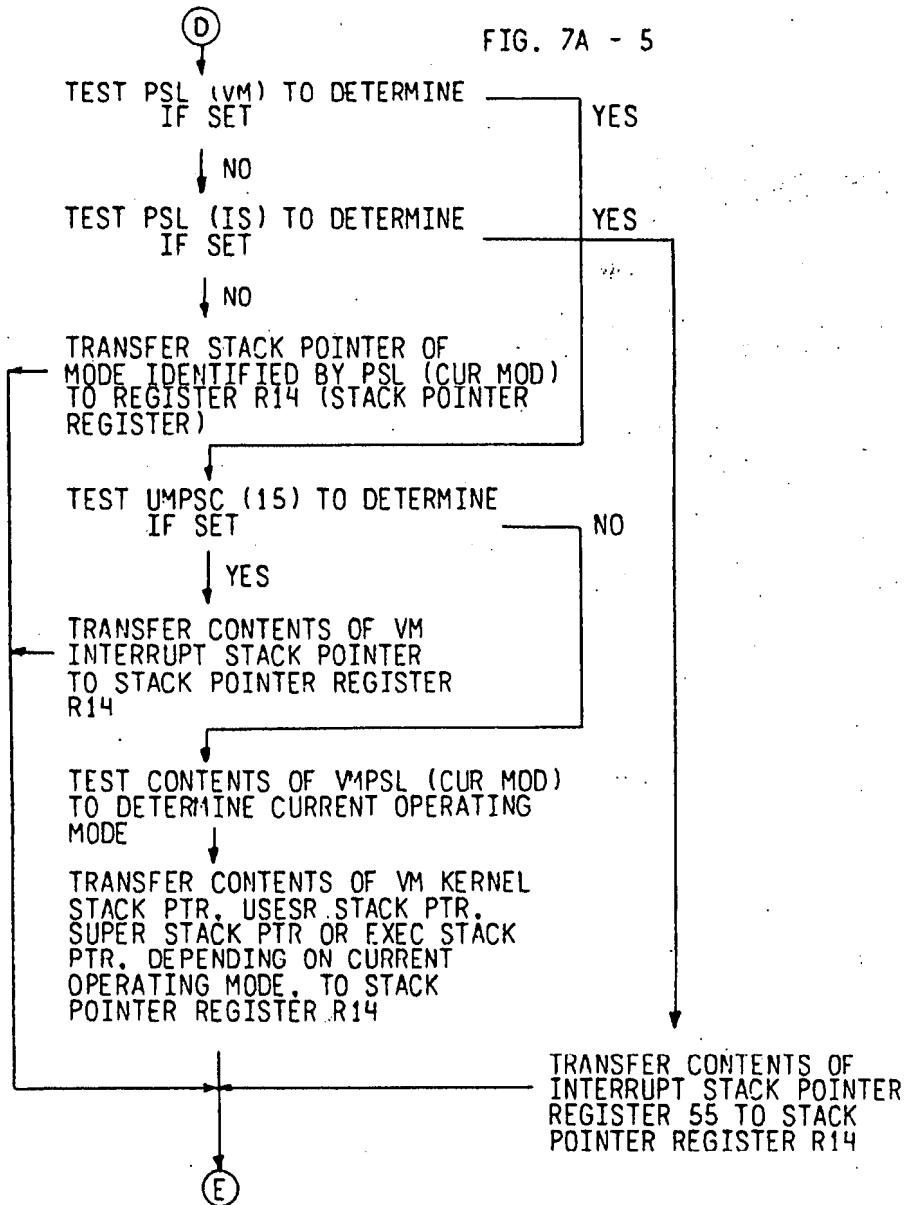 D
FIG. 7A - 5
TEST PSL (VM) TO DETERMINE
IF SET
YES
NO
TEST PSL (IS) TO DETERMINE
IF SET
YES
NO
TRANSFER STACK POINTER OF
MODE IDENTIFIED BY PSL (CUR MOD)
TO REGISTER R14 (STACK POINTER
REGISTER)
TEST UMPSC (15) TO DETERMINE
IF SET
NO
YES
TRANSFER CONTENTS OF VM
INTERRUPT STACK POINTER
TO STACK POINTER REGISTER
R14
TEST CONTENTS OF VMPSL (CUR MOD)
TO DETERMINE CURRENT OPERATING
MODE
TRANSFER CONTENTS OF VM KERNEL
STACK PTR, USESR STACK PTR,
SUPER STACK PTR OR EXEC STACK
PTR, DEPENDING ON CURRENT
OPERATING MODE, TO STACK
POINTER REGISTER R14
TRANSFER CONTENTS OF
INTERRUPT STACK POINTER
REGISTER 55 TO STACK
POINTER REGISTER R14
E